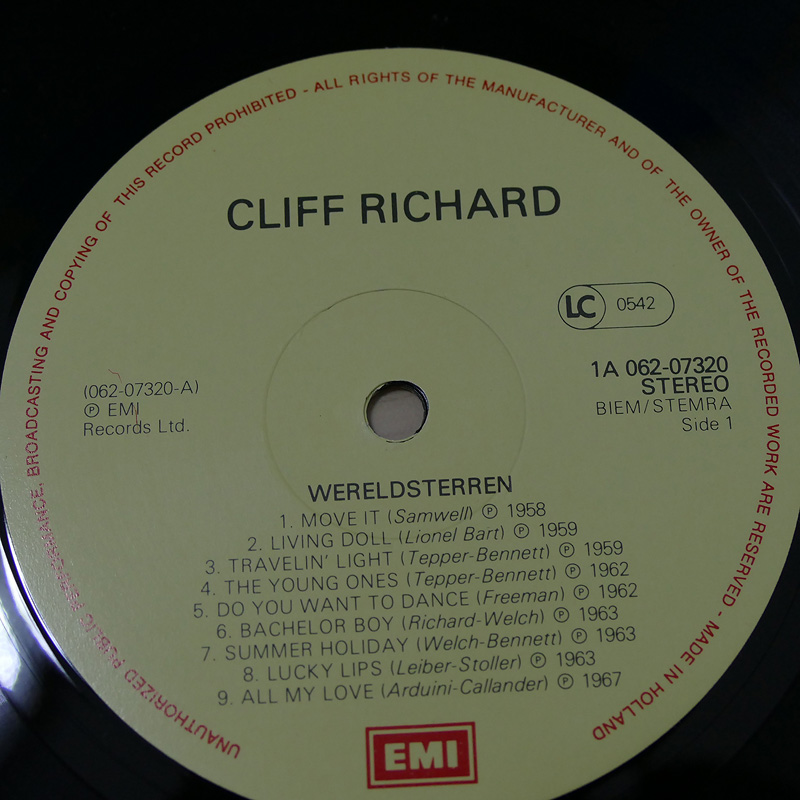 UNAUTHORIZED PUBLIC PERFORMANCE, BROADCASTING AND COPYING OF THIS RECORD PROHIBITED - ALL RIGHTS OF THE MANUFACTURER AND OF THE OWNER OF THE RECORDED WORK ARE RESERVED - MADE IN HOLLAND
CLIFF RICHARD
LC 0542
(062-07320-A)
℗ EMI
Records Ltd.
1A 062-07320
STEREO
BIEM/STEMRA
Side 1
WERELDSTERREN
1. MOVE IT (Samwell) ℗ 1958
2. LIVING DOLL (Lionel Bart) ℗ 1959
3. TRAVELIN' LIGHT (Tepper-Bennett) ℗ 1959
4. THE YOUNG ONES (Tepper-Bennett) ℗ 1962
5. DO YOU WANT TO DANCE (Freeman) ℗ 1962
6. BACHELOR BOY (Richard-Welch) ℗ 1963
7. SUMMER HOLIDAY (Welch-Bennett) ℗ 1963
8. LUCKY LIPS (Leiber-Stoller) ℗ 1963
9. ALL MY LOVE (Arduini-Callander) ℗ 1967
EMI